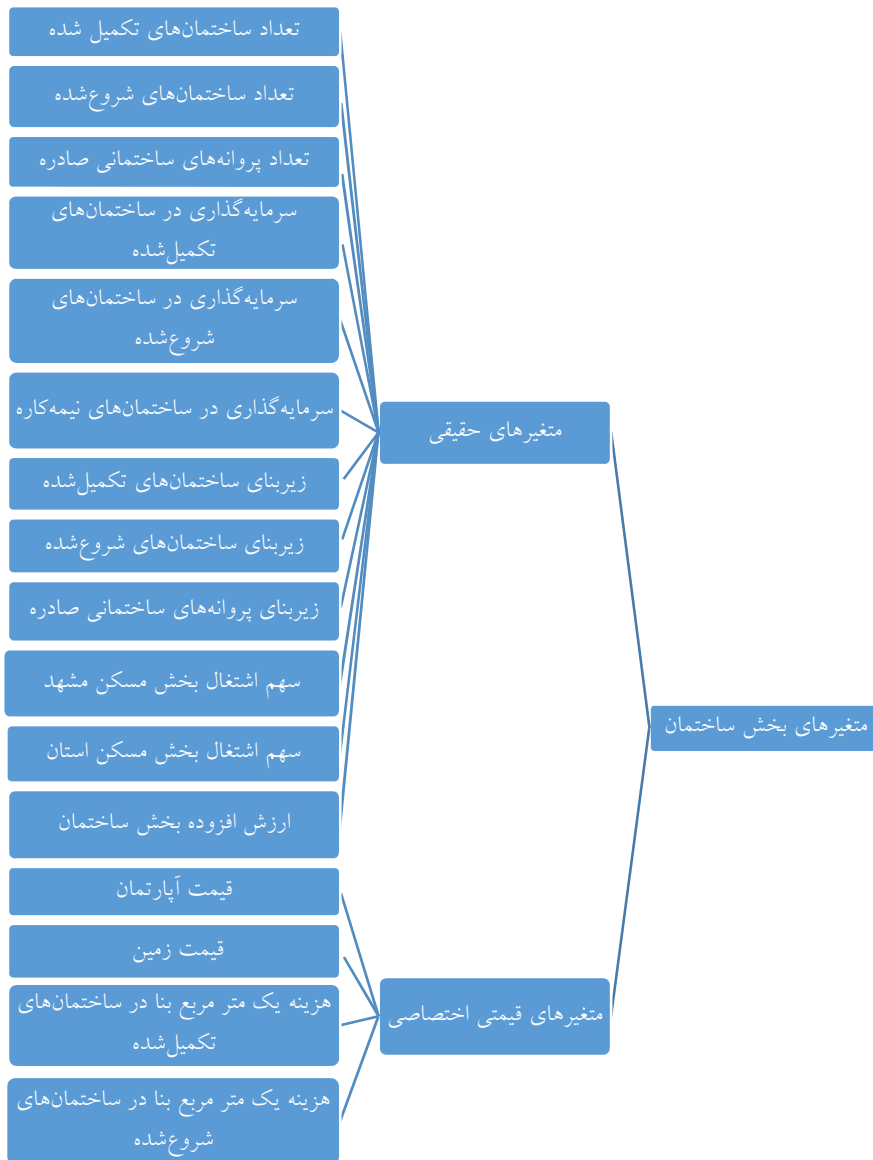 تعداد ساختمان‌های تکمیل شده
تعداد ساختمان‌های شروع‌شده
تعداد پروانه‌های ساختمانی صادره
سرمایه‌گذاری در ساختمان‌های
تکمیل‌شده
سرمایه‌گذاری در ساختمان‌های
شروع‌شده
سرمایه‌گذاری در ساختمان‌های نیمه‌کاره
متغیرهای حقیقی
زیربنای ساختمان‌های تکمیل‌شده
زیربنای ساختمان‌های شروع‌شده
زیربنای پروانه‌های ساختمانی صادره
سهم اشتغال بخش مسکن مشهد
متغیرهای بخش ساختمان
سهم اشتغال بخش مسکن استان
ارزش افزوده بخش ساختمان
قیمت آپارتمان
قیمت زمین
متغیرهای قیمتی اختصاصی
هزینه یک متر مربع بنا در ساختمان‌های
تکمیل‌شده
هزینه یک متر مربع بنا در ساختمان‌های
شروع‌شده